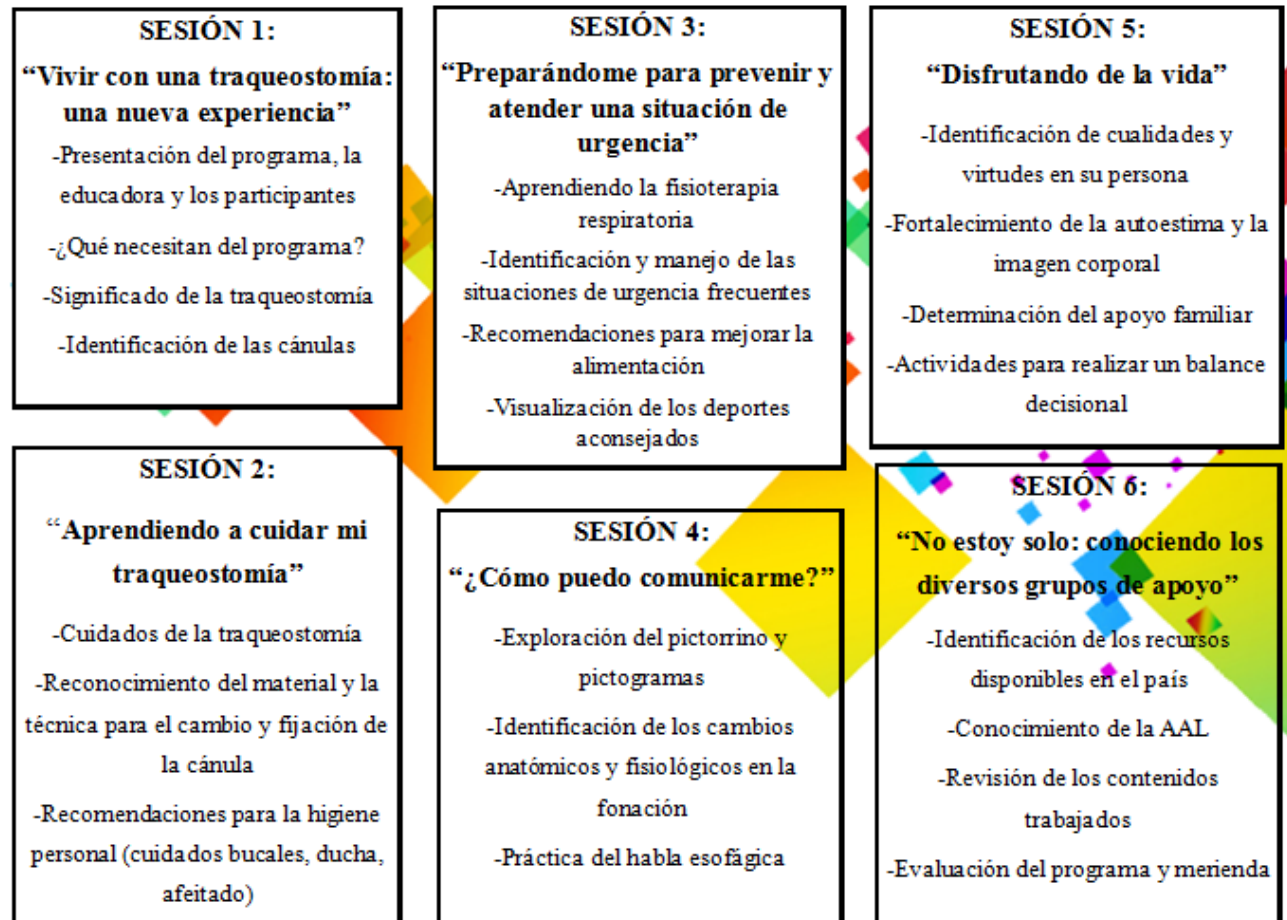 SESIÓN 1:
“Vivir con una traqueostomía:
una nueva experiencia”
-Presentación del programa, la
educadora y los participantes
-¿Qué necesitan del programa?
-Significado de la traqueostomía
-Identificación de las cánulas
SESIÓN 2:
“Aprendiendo a cuidar mi
traqueostomía”
-Cuidados de la traqueostomía
-Reconocimiento del material y la
técnica para el cambio y fijación de
la cánula
-Recomendaciones para la higiene
personal (cuidados bucales, ducha,
afeitado)
SESIÓN 3:
“Preparándome para prevenir y
atender una situación de
urgencia”
-Aprendiendo la fisioterapia
respiratoria
-Identificación y manejo de las
situaciones de urgencia frecuentes
-Recomendaciones para mejorar la
alimentación
-Visualización de los deportes
aconsejados
SESIÓN 4:
“¿Cómo puedo comunicarme?”
-Exploración del pictorrino y
pictogramas
-Identificación de los cambios
anatómicos y fisiológicos en la
fonación
-Práctica del habla esofágica
SESIÓN 5:
“Disfrutando de la vida”
-Identificación de cualidades y
virtudes en su persona
-Fortalecimiento de la autoestima y la
imagen corporal
-Determinación del apoyo familiar
-Actividades para realizar un balance
decisional
SESIÓN 6:
“No estoy solo: conociendo los
diversos grupos de apoyo”
-Identificación de los recursos
disponibles en el país
-Conocimiento de la AAL
-Revisión de los contenidos
trabajados
-Evaluación del programa y merienda